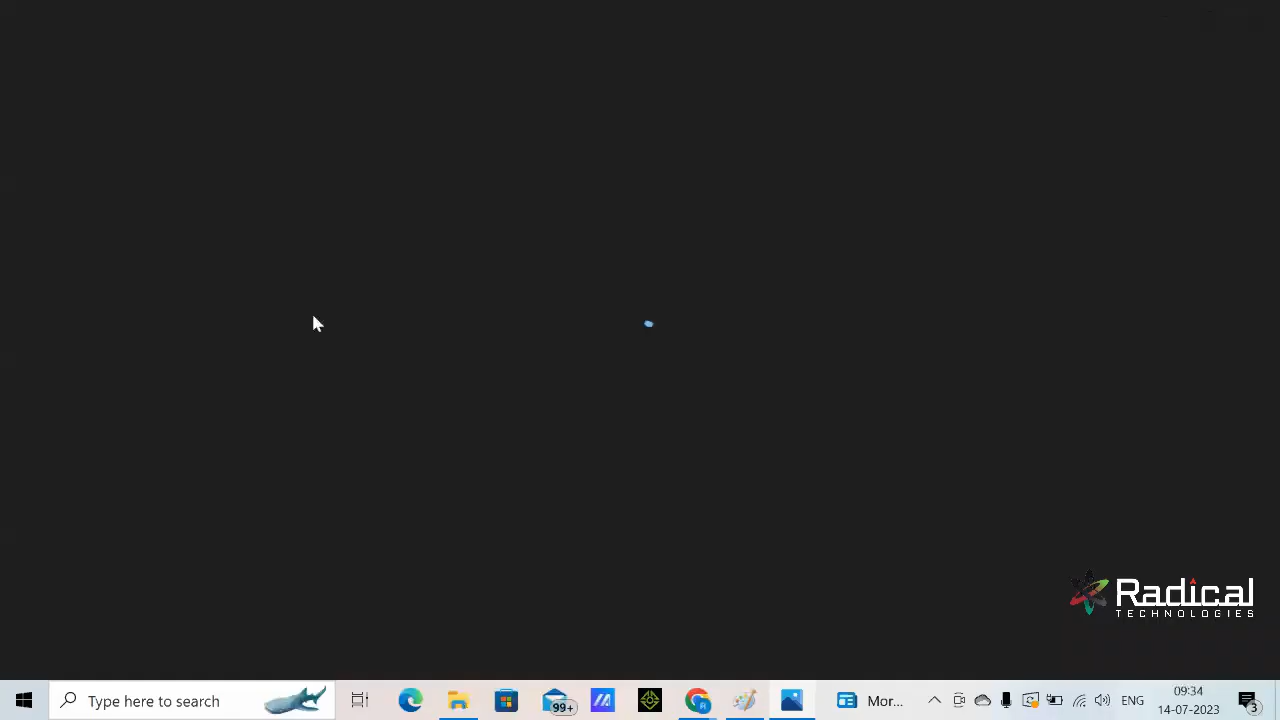 Radical
TECHNOLOGIES
Type here to search
99+
Mor...
ENG
09:34
14-07-2023
3